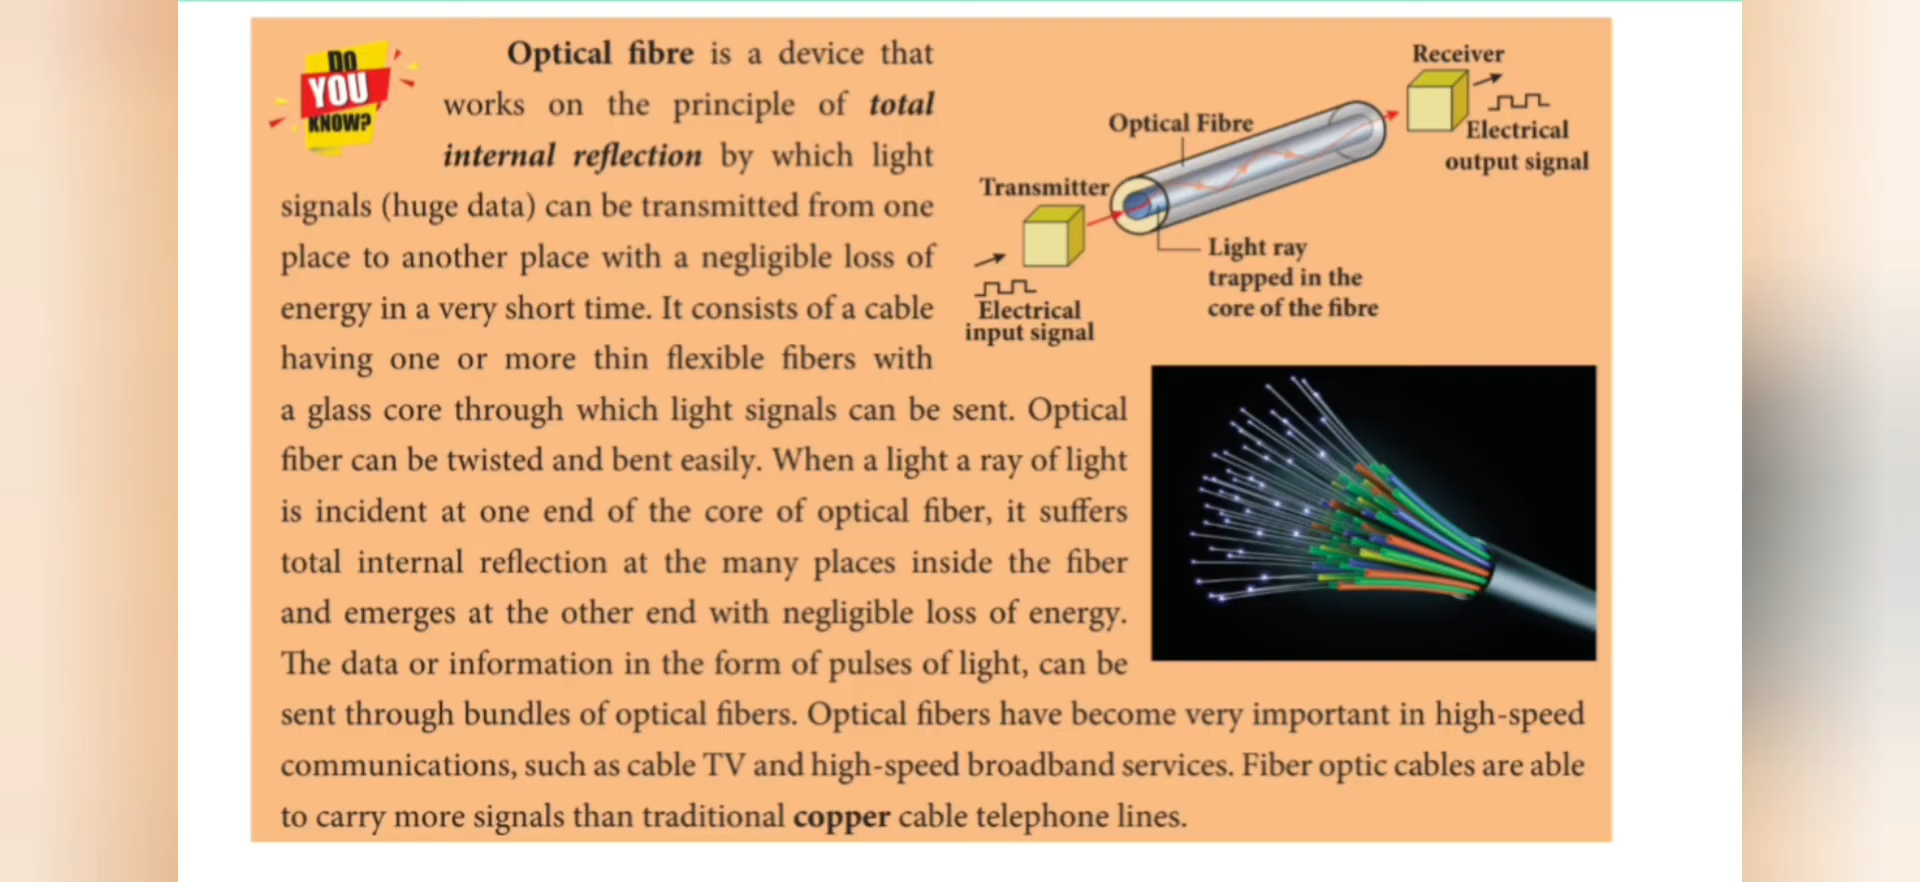 DO
YOU
KNOW?
Optical fibre is a device that
works on the principle of total
internal reflection by which light
signals (huge data) can be transmitted from one
place to another place with a negligible loss of
energy in a very short time. It consists of a cable
having one or more thin flexible fibers with
a glass core through which light signals can be sent. Optical
fiber can be twisted and bent easily. When a light a ray of light
is incident at one end of the core of optical fiber, it suffers
total internal reflection at the many places inside the fiber
and emerges at the other end with negligible loss of energy.
The data or information in the form of pulses of light, can be
sent through bundles of optical fibers. Optical fibers have become very important in high-speed
communications, such as cable TV and high-speed broadband services. Fiber optic cables are able
to carry more signals than traditional copper cable telephone lines.
Receiver
Optical Fibre
Electrical
output signal
Transmitter
Light ray
trapped in the
core of the fibre
Electrical
input signal